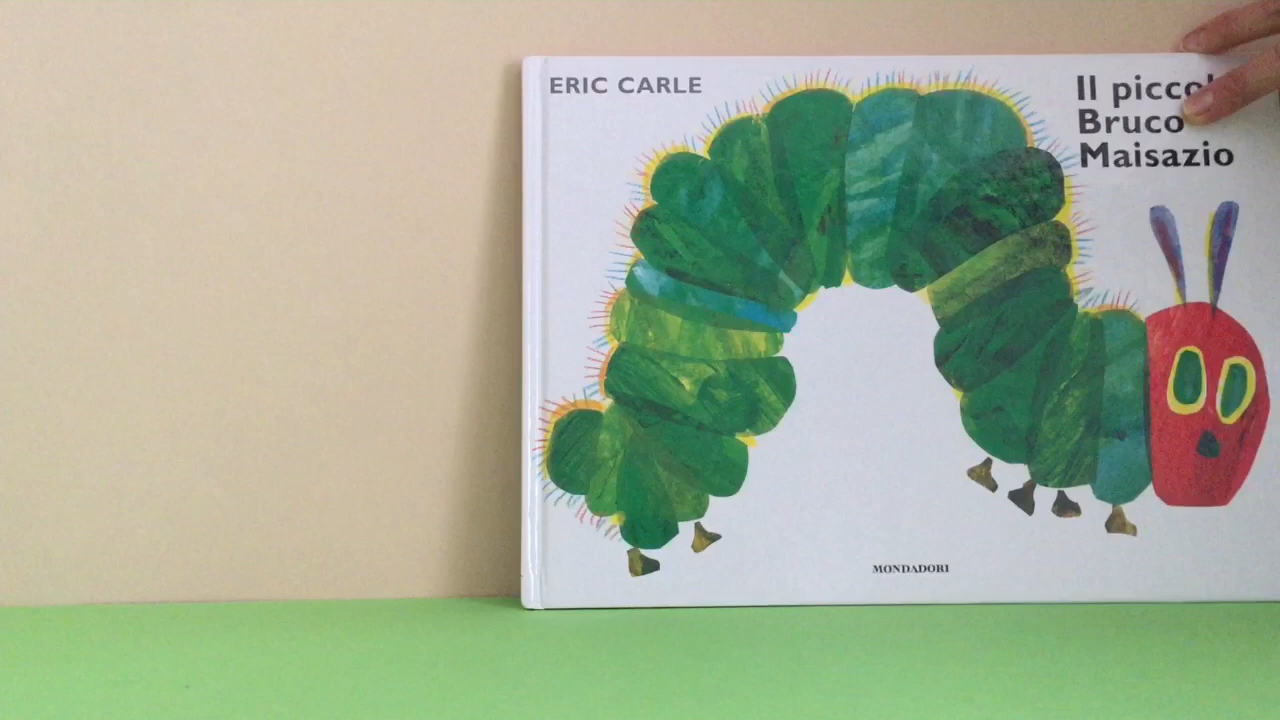 ERIC CARLE
Il piccol
Bruco
Maisazio
MONDADORI